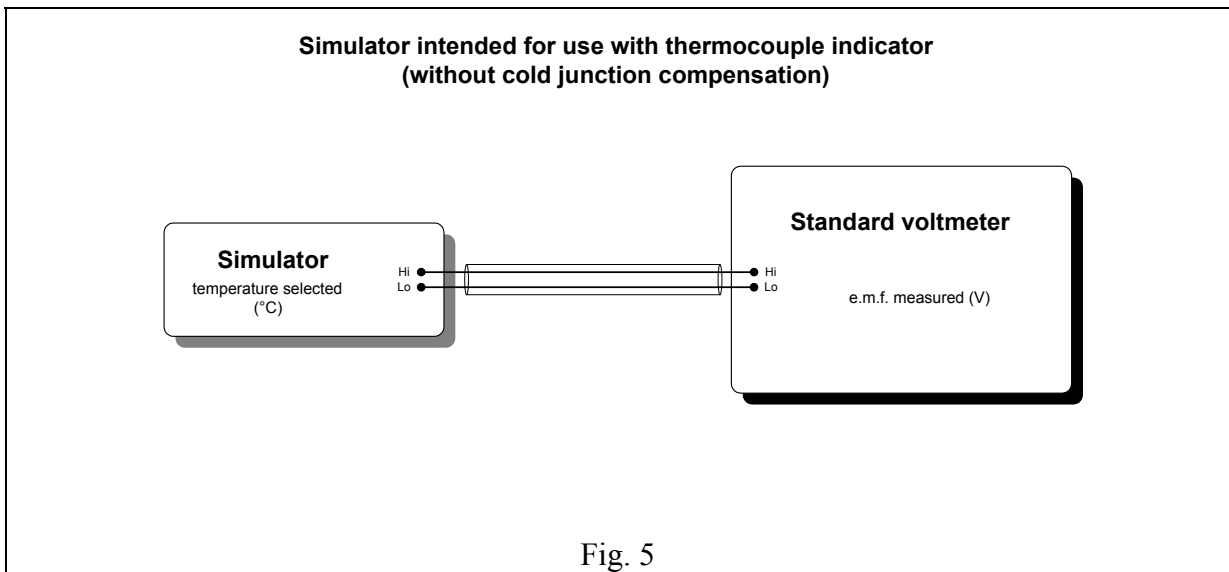 Simulator intended for use with thermocouple indicator
(without cold junction compensation)
Simulator
temperature selected
(°C)
Hi
Lo
Hi
Lo
Standard voltmeter
e.m.f. measured (V)
Fig. 5